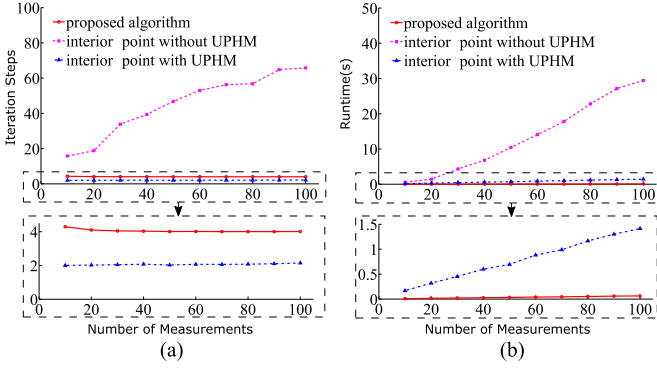 proposed algorithm
interior point without UPHM
interior point with UPHM
Iteration Steps
100
80
60
40
20
0
0 20 40 60 80 100
4
2
0
0 20 40 60 80 100
Number of Measurements
(a)
proposed algorithm
interior point without UPHM
interior point with UPHM
Runtime(s)
50
40
30
20
10
0
0 20 40 60 80 100
1.5
1
0.5
0
0 20 40 60 80 100
Number of Measurements
(b)